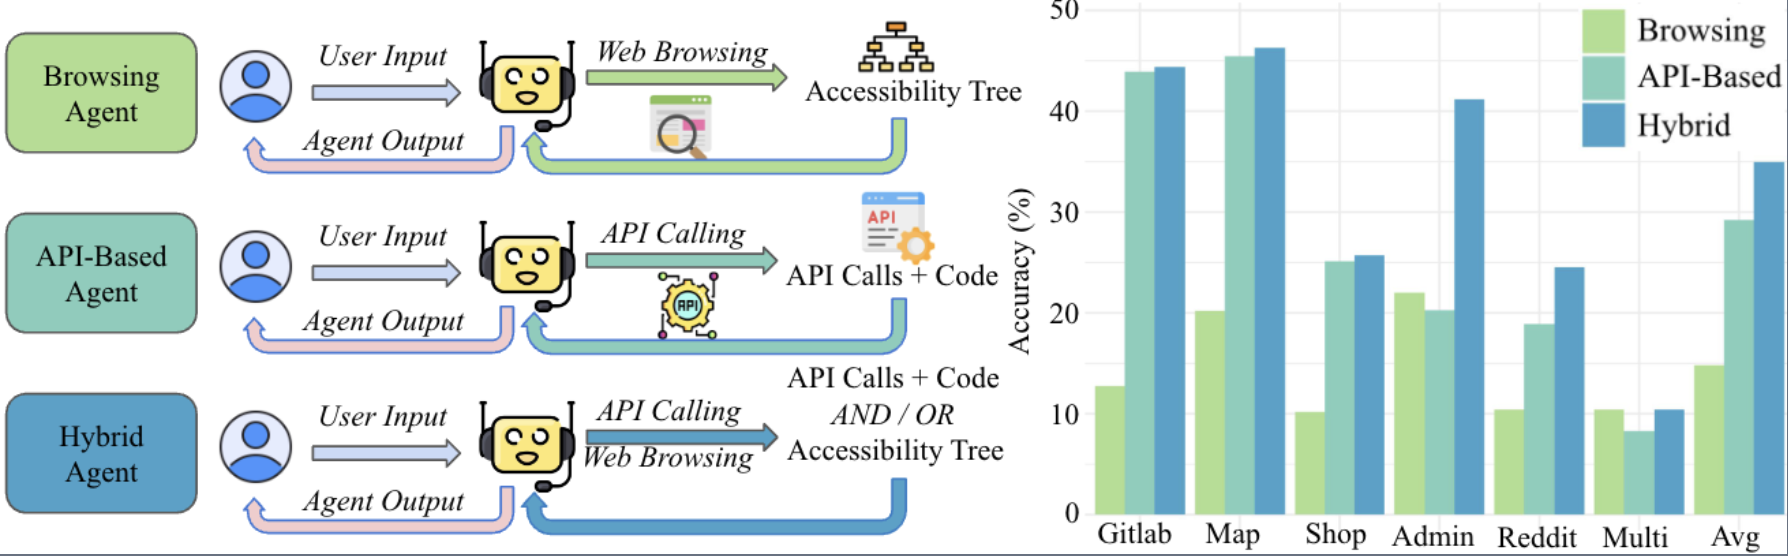 Browsing
Agent
User Input
Agent Output
Web Browsing
Accessibility Tree
API-Based
Agent
User Input
Agent Output
API Calling
API
API
API Calls + Code
Hybrid
Agent
User Input
Agent Output
API Calling
Web Browsing
API Calls + Code
AND / OR
Accessibility Tree
Accuracy (%)
50
40
30
20
10
0
Browsing
API-Based
Hybrid
Gitlab Map Shop Admin Reddit Multi Avg